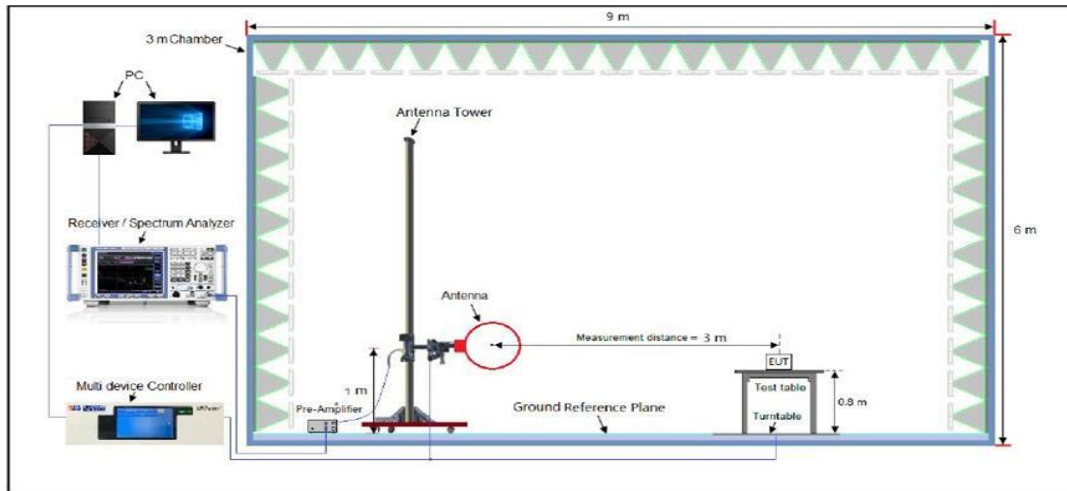 9 m
3 m Chamber
PC
Antenna Tower
Receiver / Spectrum Analyzer
6 m
Antenna
Measurement distance = 3 m
EUT
Multi device Controller
1 m
Test table
0.8 m
Pre-Amplifier
Ground Reference Plane
Turntable